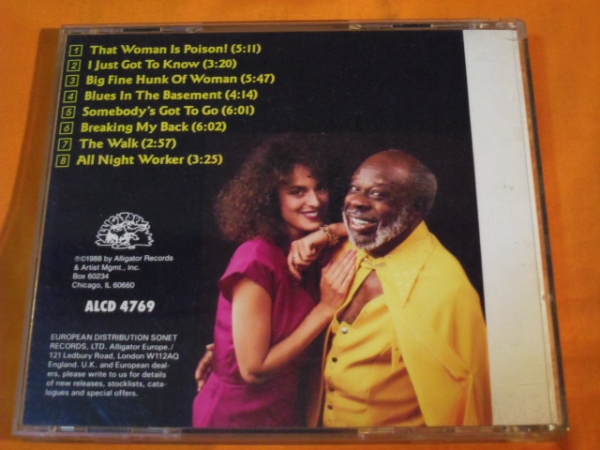 1 That Woman Is Poison! (5:11)
2 I Just Got To Know (3:20)
3 Big Fine Hunk Of Woman (5:47)
4 Blues In The Basement (4:14)
5 Somebody's Got To Go (6:01)
6 Breaking My Back (6:02)
7 The Walk (2:57)
8 All Night Worker (3:25)
℗©1988 by Alligator Records
& Artist Mgmt., Inc.
Box 60234
Chicago, IL 60660
ALCD 4769
EUROPEAN DISTRIBUTION SONET
RECORDS, LTD. Alligator Europe./
121 Ledbury Road, London W112AQ
England. U.K. and European deal-
ers, please write to us for details
of new releases, stocklists, cata-
logues and special offers.